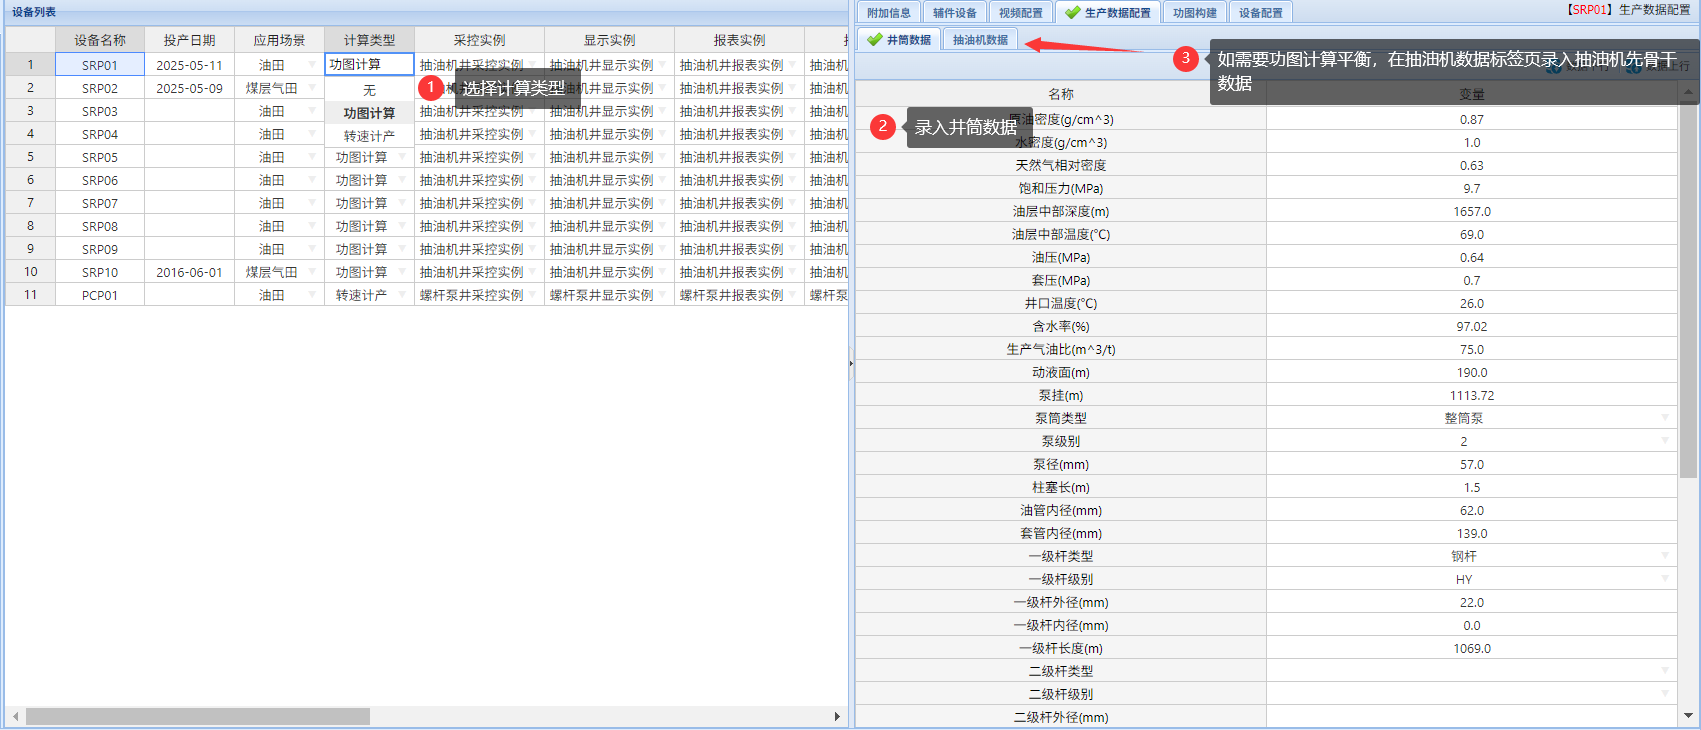 设备列表
设备名称 投产日期 应用场景 计算类型 采控实例 显示实例 报表实例
1 SRP01 2025-05-11 油田 功图计算 抽油机井采控实例 抽油机井显示实例 抽油机井报表实例 抽油机
2 SRP02 2025-05-09 煤层气田 无
3 SRP03 油田 功图计算 抽油机井采控实例 抽油机井显示实例 抽油机井报表实例 抽油机
4 SRP04 油田 转速计产 抽油机井采控实例 抽油机井显示实例 抽油机井报表实例 抽油机
5 SRP05 油田 功图计算 抽油机井采控实例 抽油机井显示实例 抽油机井报表实例 抽油机
6 SRP06 油田 功图计算 抽油机井采控实例 抽油机井显示实例 抽油机井报表实例 抽油机
7 SRP07 油田 功图计算 抽油机井采控实例 抽油机井显示实例 抽油机井报表实例 抽油机
8 SRP08 油田 功图计算 抽油机井采控实例 抽油机井显示实例 抽油机井报表实例 抽油机
9 SRP09 油田 功图计算 抽油机井采控实例 抽油机井显示实例 抽油机井报表实例 抽油机
10 SRP10 2016-06-01 煤层气田 功图计算 抽油机井采控实例 抽油机井显示实例 抽油机井报表实例 抽油机
11 PCP01 油田 转速计产 螺杆泵井采控实例 螺杆泵井显示实例 螺杆泵井报表实例 螺杆泵
1 选择计算类型
附加信息 辅件设备 视频配置 生产数据配置 功图构建 设备配置
【SRP01】生产数据配置
井筒数据 抽油机数据
3 如需要功图计算平衡，在抽油机数据标签页录入抽油机先骨干
数据
2 录入井筒数据
名称 变量
原油密度(g/cm^3) 0.87
水密度(g/cm^3) 1.0
天然气相对密度 0.63
饱和压力(MPa) 9.7
油层中部深度(m) 1657.0
油层中部温度(℃) 69.0
油压(MPa) 0.64
套压(MPa) 0.7
井口温度(℃) 26.0
含水率(%) 97.02
生产气油比(m^3/t) 75.0
动液面(m) 190.0
泵挂(m) 1113.72
泵筒类型 整筒泵
泵级别 2
泵径(mm) 57.0
柱塞长(m) 1.5
油管内径(mm) 62.0
套管内径(mm) 139.0
一级杆类型 钢杆
一级杆级别 HY
一级杆外径(mm) 22.0
一级杆内径(mm) 0.0
一级杆长度(m) 1069.0
二级杆类型
二级杆级别
二级杆外径(mm)